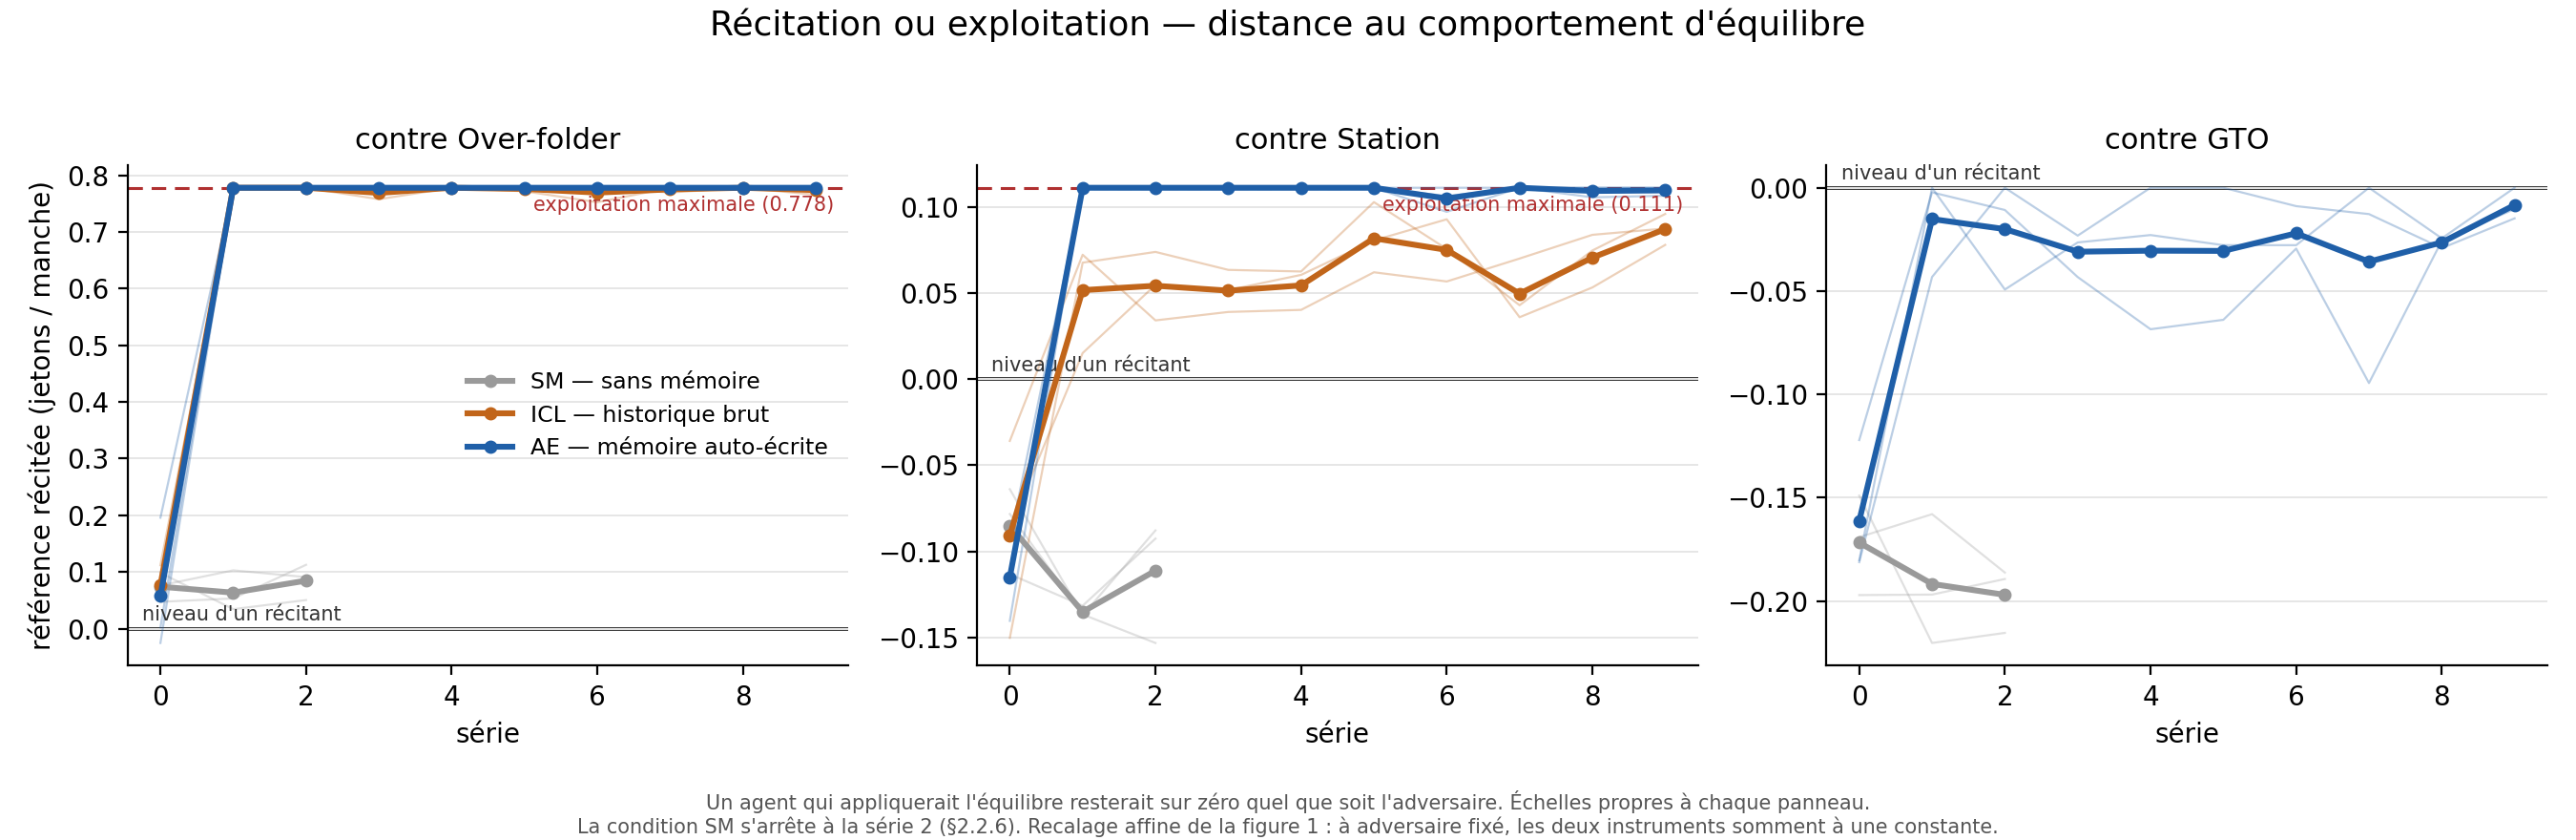 Récitation ou exploitation — distance au comportement d'équilibre
contre Over-folder
référence récitée (jetons / manche)
0.8
0.7
0.6
0.5
0.4
0.3
0.2
0.1
0.0
exploitation maximale (0.778)
SM — sans mémoire
ICL — historique brut
AE — mémoire auto-écrite
niveau d'un récitant
0
2
4
6
8
série
contre Station
0.10
0.05
0.00
−0.05
−0.10
−0.15
exploitation maximale (0.111)
niveau d'un récitant
0
2
4
6
8
série
contre GTO
niveau d'un récitant
0.00
−0.05
−0.10
−0.15
−0.20
0
2
4
6
8
série
Un agent qui appliquerait l'équilibre resterait sur zéro quel que soit l'adversaire. Échelles propres à chaque panneau.
La condition SM s'arrête à la série 2 (§2.2.6). Recalage affine de la figure 1 : à adversaire fixé, les deux instruments somment à une constante.